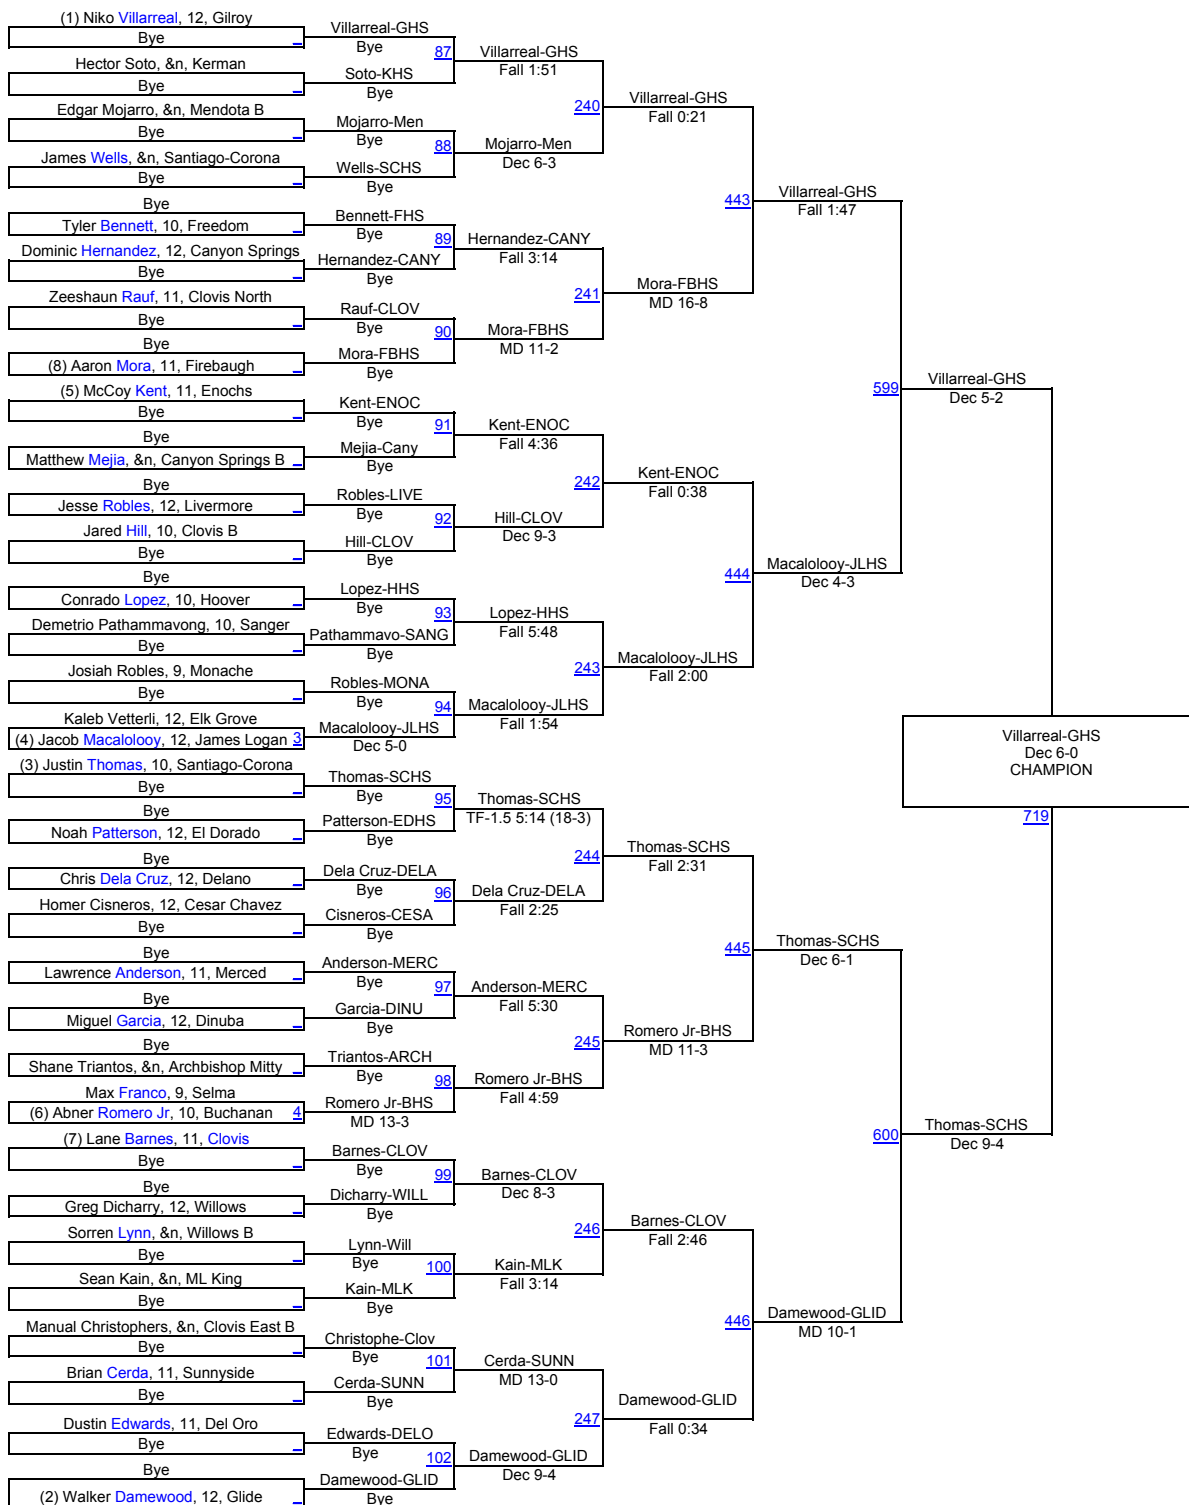 (1) Niko Villarreal, 12, Gilroy
Bye
Hector Soto, &n, Kerman
Bye
Edgar Mojarro, &n, Mendota B
Bye
James Wells, &n, Santiago-Corona
Bye
Bye
Tyler Bennett, 10, Freedom
Dominic Hernandez, 12, Canyon Springs
Bye
Zeeshaun Rauf, 11, Clovis North
Bye
Bye
(8) Aaron Mora, 11, Firebaugh
(5) McCoy Kent, 11, Enochs
Bye
Bye
Matthew Mejia, &n, Canyon Springs B
Bye
Jesse Robles, 12, Livermore
Jared Hill, 10, Clovis B
Bye
Bye
Conrado Lopez, 10, Hoover
Demetrio Pathammavong, 10, Sanger
Bye
Josiah Robles, 9, Monache
Bye
Kaleb Vetterli, 12, Elk Grove
(4) Jacob Macalolooy, 12, James Logan 3
(3) Justin Thomas, 10, Santiago-Corona
Bye
Bye
Noah Patterson, 12, El Dorado
Bye
Chris Dela Cruz, 12, Delano
Homer Cisneros, 12, Cesar Chavez
Bye
Bye
Lawrence Anderson, 11, Merced
Bye
Miguel Garcia, 12, Dinuba
Bye
Shane Triantos, &n, Archbishop Mitty
Max Franco, 9, Selma
(6) Abner Romero Jr, 10, Buchanan 4
(7) Lane Barnes, 11, Clovis
Bye
Bye
Greg Dicharry, 12, Willows
Sorren Lynn, &n, Willows B
Bye
Sean Kain, &n, ML King
Bye
Manual Christophers, &n, Clovis East B
Bye
Brian Cerda, 11, Sunnyside
Bye
Dustin Edwards, 11, Del Oro
Bye
Bye
(2) Walker Damewood, 12, Glide
Villarreal-GHS
Bye
87
Soto-KHS
Bye
Mojarro-Men
Bye
88
Wells-SCHS
Bye
Bennett-FHS
Bye
89
Hernandez-CANY
Bye
Rauf-CLOV
Bye
90
Mora-FBHS
Bye
Kent-ENOC
Bye
91
Mejia-Cany
Bye
Robles-LIVE
Bye
92
Hill-CLOV
Bye
Lopez-HHS
Bye
93
Pathammavo-SANG
Bye
Robles-MONA
Bye
94
Macalolooy-JLHS
Dec 5-0
Thomas-SCHS
Bye
95
Patterson-EDHS
Bye
Dela Cruz-DELA
Bye
96
Cisneros-CESA
Bye
Anderson-MERC
Bye
97
Garcia-DINU
Bye
Triantos-ARCH
Bye
98
Romero Jr-BHS
MD 13-3
Barnes-CLOV
Bye
99
Dicharry-WILL
Bye
Lynn-Will
Bye
100
Kain-MLK
Bye
Christophe-Clov
Bye
101
Cerda-SUNN
Bye
Edwards-DELO
Bye
102
Damewood-GLID
Bye
Villarreal-GHS
Fall 1:51
240
Mojarro-Men
Dec 6-3
Hernandez-CANY
Fall 3:14
241
Mora-FBHS
MD 11-2
Kent-ENOC
Fall 4:36
242
Hill-CLOV
Dec 9-3
Lopez-HHS
Fall 5:48
243
Macalolooy-JLHS
Fall 1:54
Thomas-SCHS
TF-1.5 5:14 (18-3)
244
Dela Cruz-DELA
Fall 2:25
Anderson-MERC
Fall 5:30
245
Romero Jr-BHS
Fall 4:59
Barnes-CLOV
Dec 8-3
246
Kain-MLK
Fall 3:14
Cerda-SUNN
MD 13-0
247
Damewood-GLID
Dec 9-4
Villarreal-GHS
Fall 0:21
443
Mora-FBHS
MD 16-8
Kent-ENOC
Fall 0:38
444
Macalolooy-JLHS
Fall 2:00
Thomas-SCHS
Fall 2:31
445
Romero Jr-BHS
MD 11-3
Barnes-CLOV
Fall 2:46
446
Damewood-GLID
Fall 0:34
Villarreal-GHS
Fall 1:47
599
Macalolooy-JLHS
Dec 4-3
Thomas-SCHS
Dec 6-1
600
Damewood-GLID
MD 10-1
Villarreal-GHS
Dec 5-2
Thomas-SCHS
Dec 9-4
Villarreal-GHS
Dec 6-0
CHAMPION
719